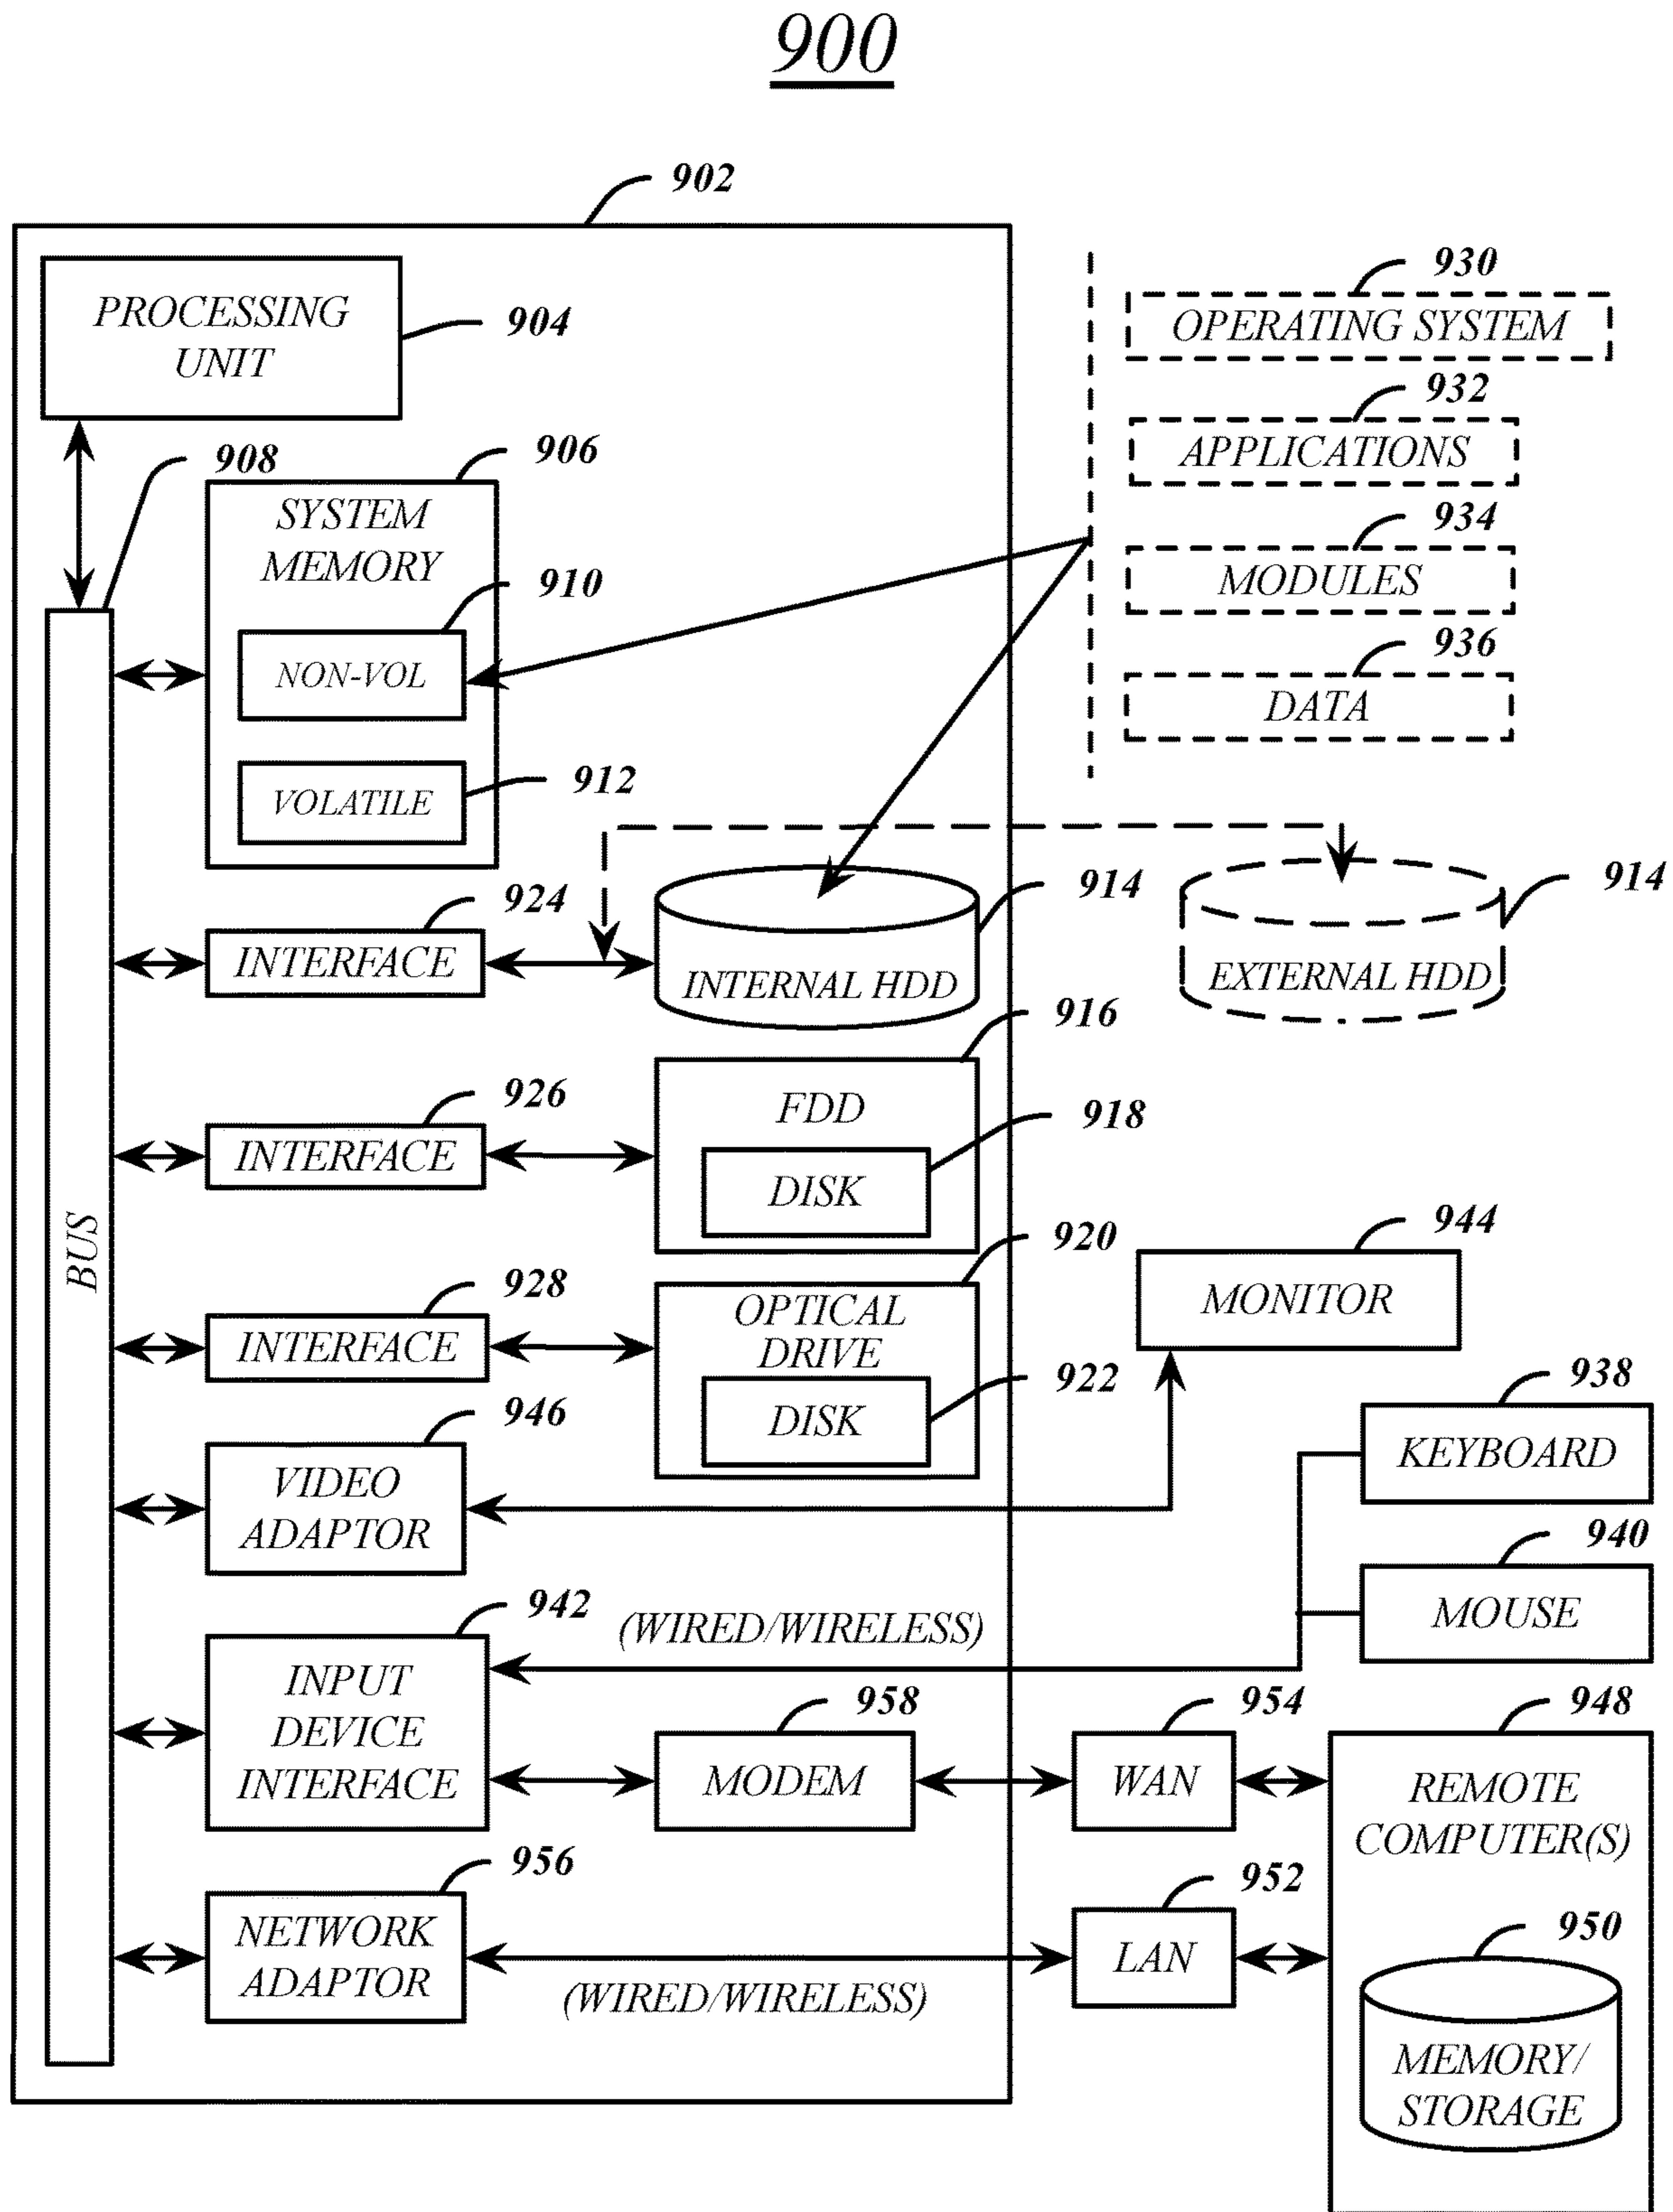 900
902
PROCESSING
UNIT
904
930
OPERATING SYSTEM
932
APPLICATIONS
934
MODULES
936
DATA
908
906
SYSTEM
MEMORY
910
NON-VOL
912
VOLATILE
BUS
924
INTERFACE
914
INTERNAL HDD
914
EXTERNAL HDD
926
INTERFACE
916
FDD
918
DISK
928
INTERFACE
920
OPTICAL
DRIVE
922
DISK
944
MONITOR
946
VIDEO
ADAPTOR
938
KEYBOARD
940
MOUSE
942
INPUT
DEVICE
INTERFACE
(WIRED/WIRELESS)
958
MODEM
954
WAN
948
REMOTE
COMPUTER(S)
956
NETWORK
ADAPTOR
(WIRED/WIRELESS)
952
LAN
950
MEMORY/
STORAGE